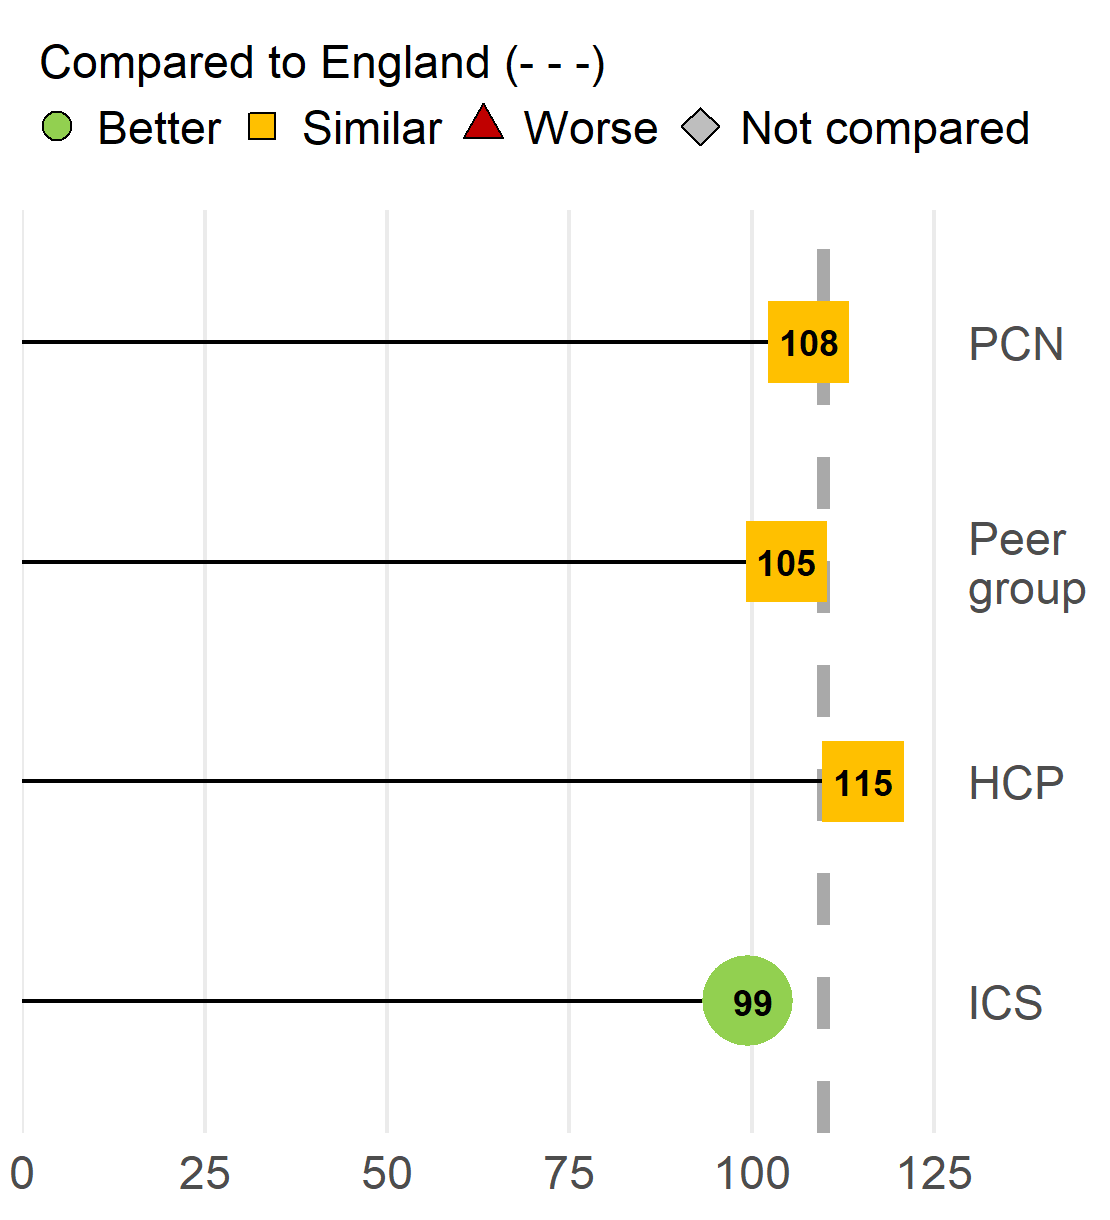 Compared to England (- - -)
Better Similar Worse Not compared
108 PCN
105 Peer
group
115 HCP
99 ICS
0 25 50 75 100 125